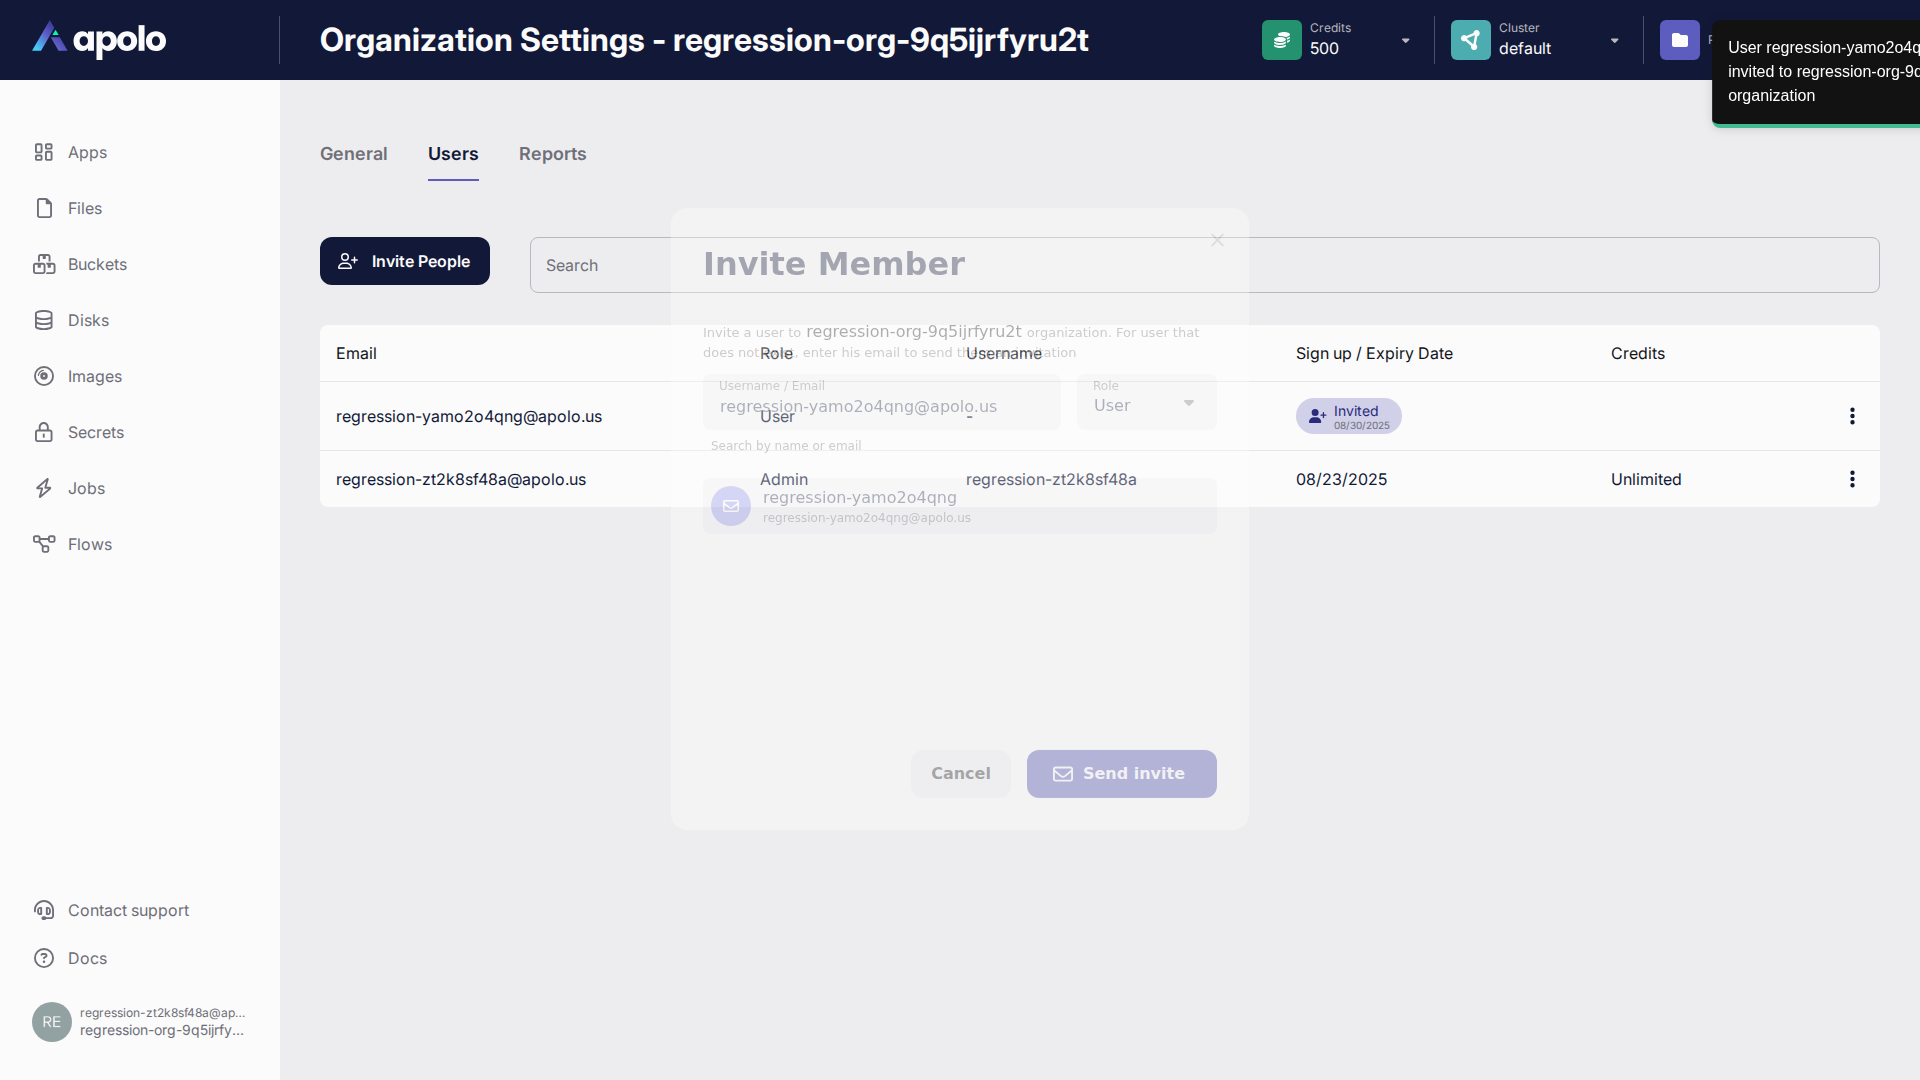 apolo
Organization Settings - regression-org-9q5ijrfyru2t
Credits
500
Cluster
default
User regression-yamo2o4q
invited to regression-org-9
organization
Apps
Files
Buckets
Disks
Images
Secrets
Jobs
Flows
Contact support
Docs
RE
regression-zt2k8sf48a@ap...
regression-org-9q5ijrfy...
General
Users
Reports
Invite People
Search
Email
Role
Username
Sign up / Expiry Date
Credits
regression-yamo2o4qng@apolo.us
User
-
Invited
08/30/2025
regression-zt2k8sf48a@apolo.us
Admin
regression-zt2k8sf48a
08/23/2025
Unlimited
Invite Member
Invite a user to regression-org-9q5ijrfyru2t organization. For user that
does not, enter his email to send invitation
Username / Email
regression-yamo2o4qng@apolo.us
Role
User
Search by name or email
regression-yamo2o4qng
regression-yamo2o4qng@apolo.us
Cancel
Send invite